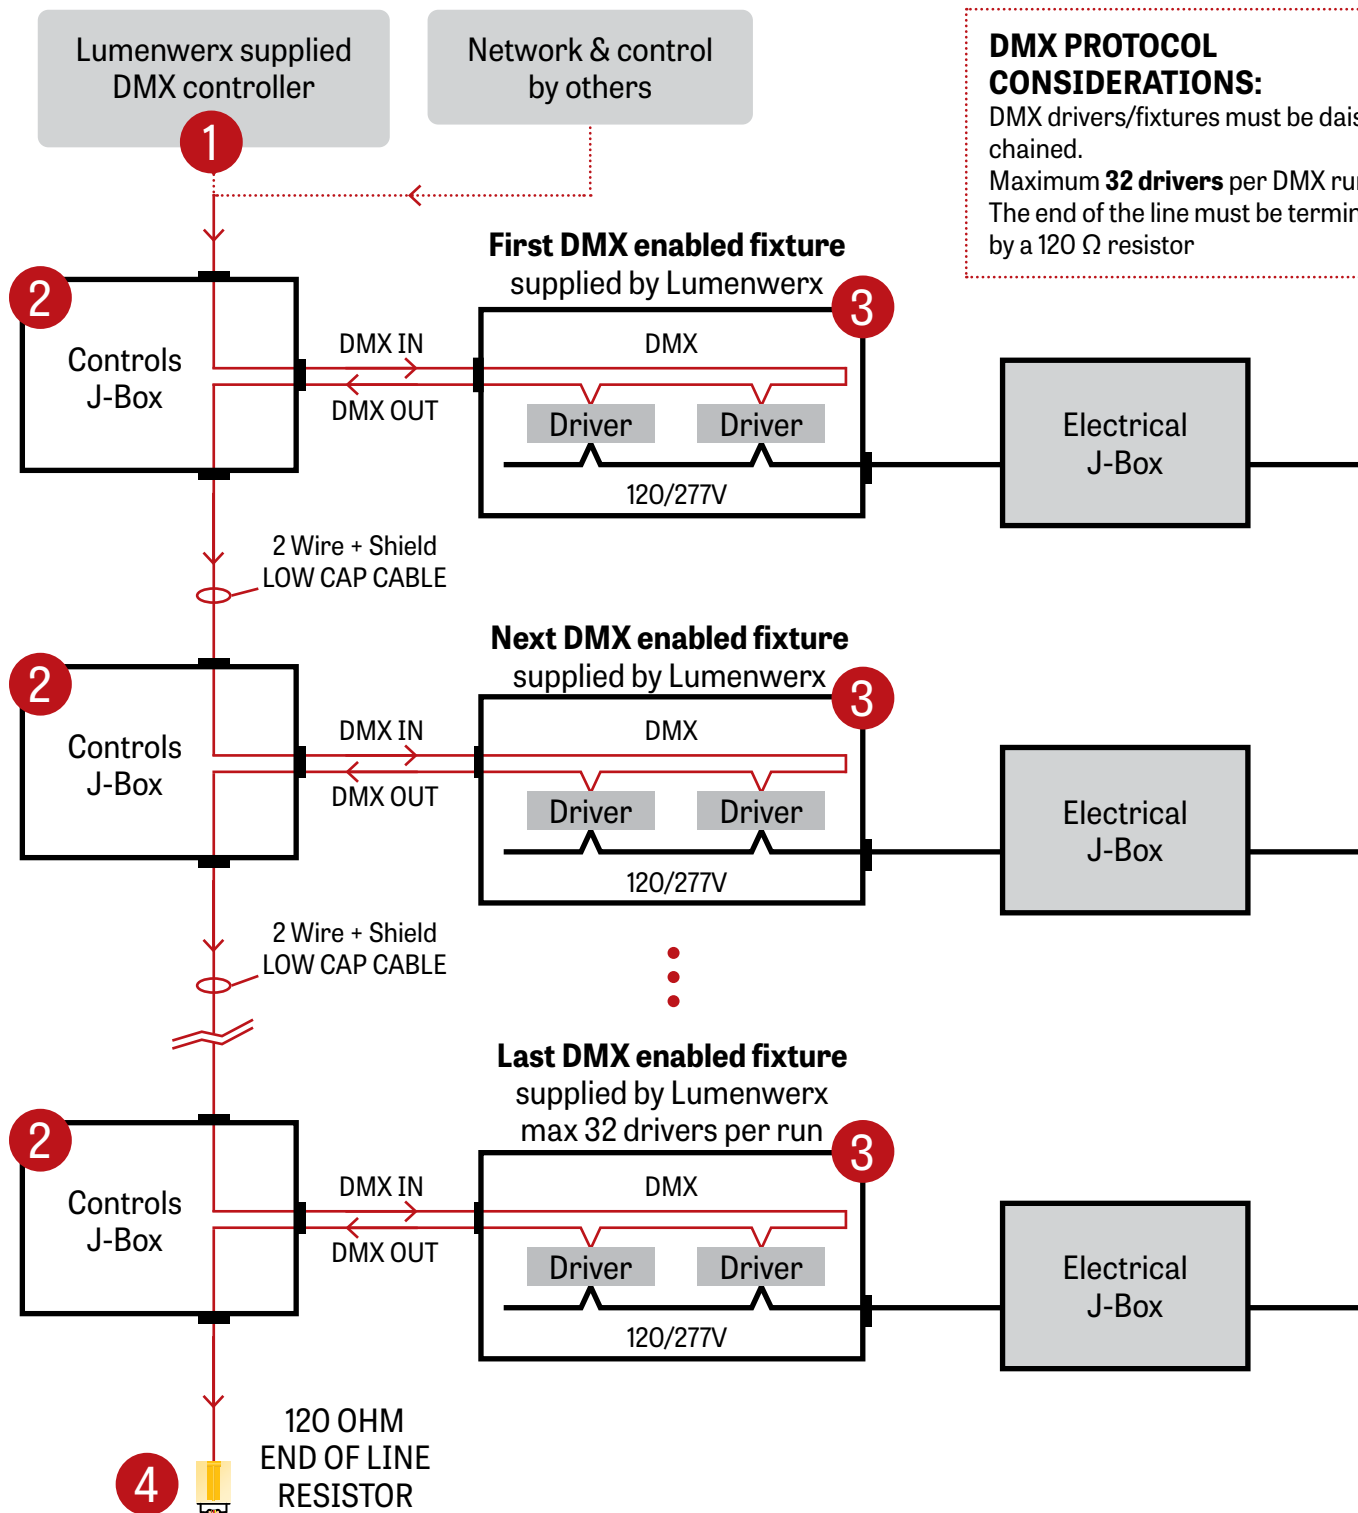 Lumenwerx supplied
DMX controller
1
Network & control
by others
DMX PROTOCOL
CONSIDERATIONS:
DMX drivers/fixtures must be dais
chained.
Maximum 32 drivers per DMX run
The end of the line must be termin
by a 120 Ω resistor
2
Controls
J-Box
DMX IN
DMX OUT
First DMX enabled fixture
supplied by Lumenwerx
3
DMX
Driver
Driver
120/277V
Electrical
J-Box
2 Wire + Shield
LOW CAP CABLE
2
Controls
J-Box
DMX IN
DMX OUT
Next DMX enabled fixture
supplied by Lumenwerx
3
DMX
Driver
Driver
120/277V
Electrical
J-Box
2 Wire + Shield
LOW CAP CABLE
2
Controls
J-Box
DMX IN
DMX OUT
Last DMX enabled fixture
supplied by Lumenwerx
max 32 drivers per run
3
DMX
Driver
Driver
120/277V
Electrical
J-Box
4
120 OHM
END OF LINE
RESISTOR